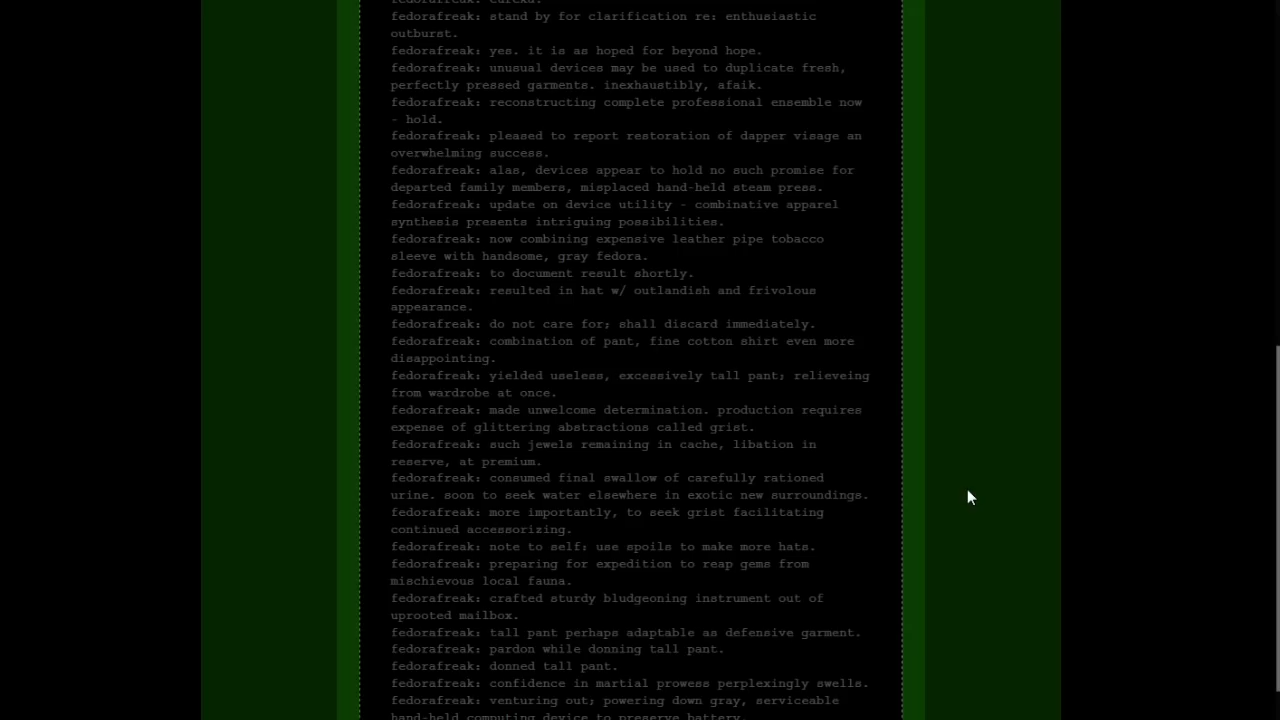 fedorafreak: eureka.
fedorafreak: stand by for clarification re: enthusiastic
outburst.
fedorafreak: yes. it is as hoped for beyond hope.
fedorafreak: unusual devices may be used to duplicate fresh,
perfectly pressed garments. inexhaustibly, afaik.
fedorafreak: reconstructing complete professional ensemble now
- hold.
fedorafreak: pleased to report restoration of dapper visage an
overwhelming success.
fedorafreak: alas, devices appear to hold no such promise for
departed family members, misplaced hand-held steam press.
fedorafreak: update on device utility - combinative apparel
synthesis presents intriguing possibilities.
fedorafreak: now combining expensive leather pipe tobacco
sleeve with handsome, gray fedora.
fedorafreak: to document result shortly.
fedorafreak: resulted in hat w/ outlandish and frivolous
appearance.
fedorafreak: do not care for; shall discard immediately.
fedorafreak: combination of pant, fine cotton shirt even more
disappointing.
fedorafreak: yielded useless, excessively tall pant; relieveing
from wardrobe at once.
fedorafreak: made unwelcome determination. production requires
expense of glittering abstractions called grist.
fedorafreak: such jewels remaining in cache, libation in
reserve, at premium.
fedorafreak: consumed final swallow of carefully rationed
urine. soon to seek water elsewhere in exotic new surroundings.
fedorafreak: more importantly, to seek grist facilitating
continued accessorizing.
fedorafreak: note to self: use spoils to make more hats.
fedorafreak: preparing for expedition to reap gems from
mischievous local fauna.
fedorafreak: crafted sturdy bludgeoning instrument out of
uprooted mailbox.
fedorafreak: tall pant perhaps adaptable as defensive garment.
fedorafreak: pardon while donning tall pant.
fedorafreak: donned tall pant.
fedorafreak: confidence in martial prowess perplexingly swells.
fedorafreak: venturing out; powering down gray, serviceable
hand-held computing device to preserve battery.